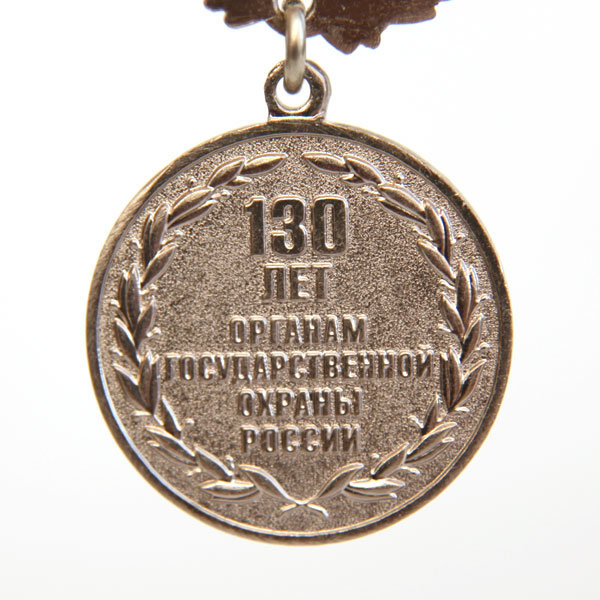 130
ЛЕТ
ОРГАНАМ
ГОСУДАРСТВЕННОЙ
ОХРАНЫ
РОССИИ